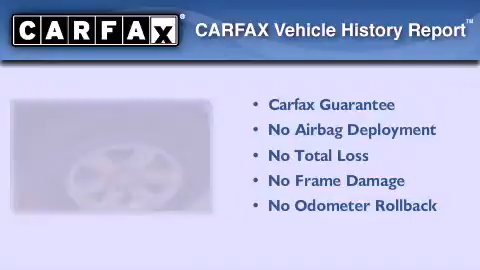 CARFAX® CARFAX Vehicle History Report™
• Carfax Guarantee
• No Airbag Deployment
• No Total Loss
• No Frame Damage
• No Odometer Rollback